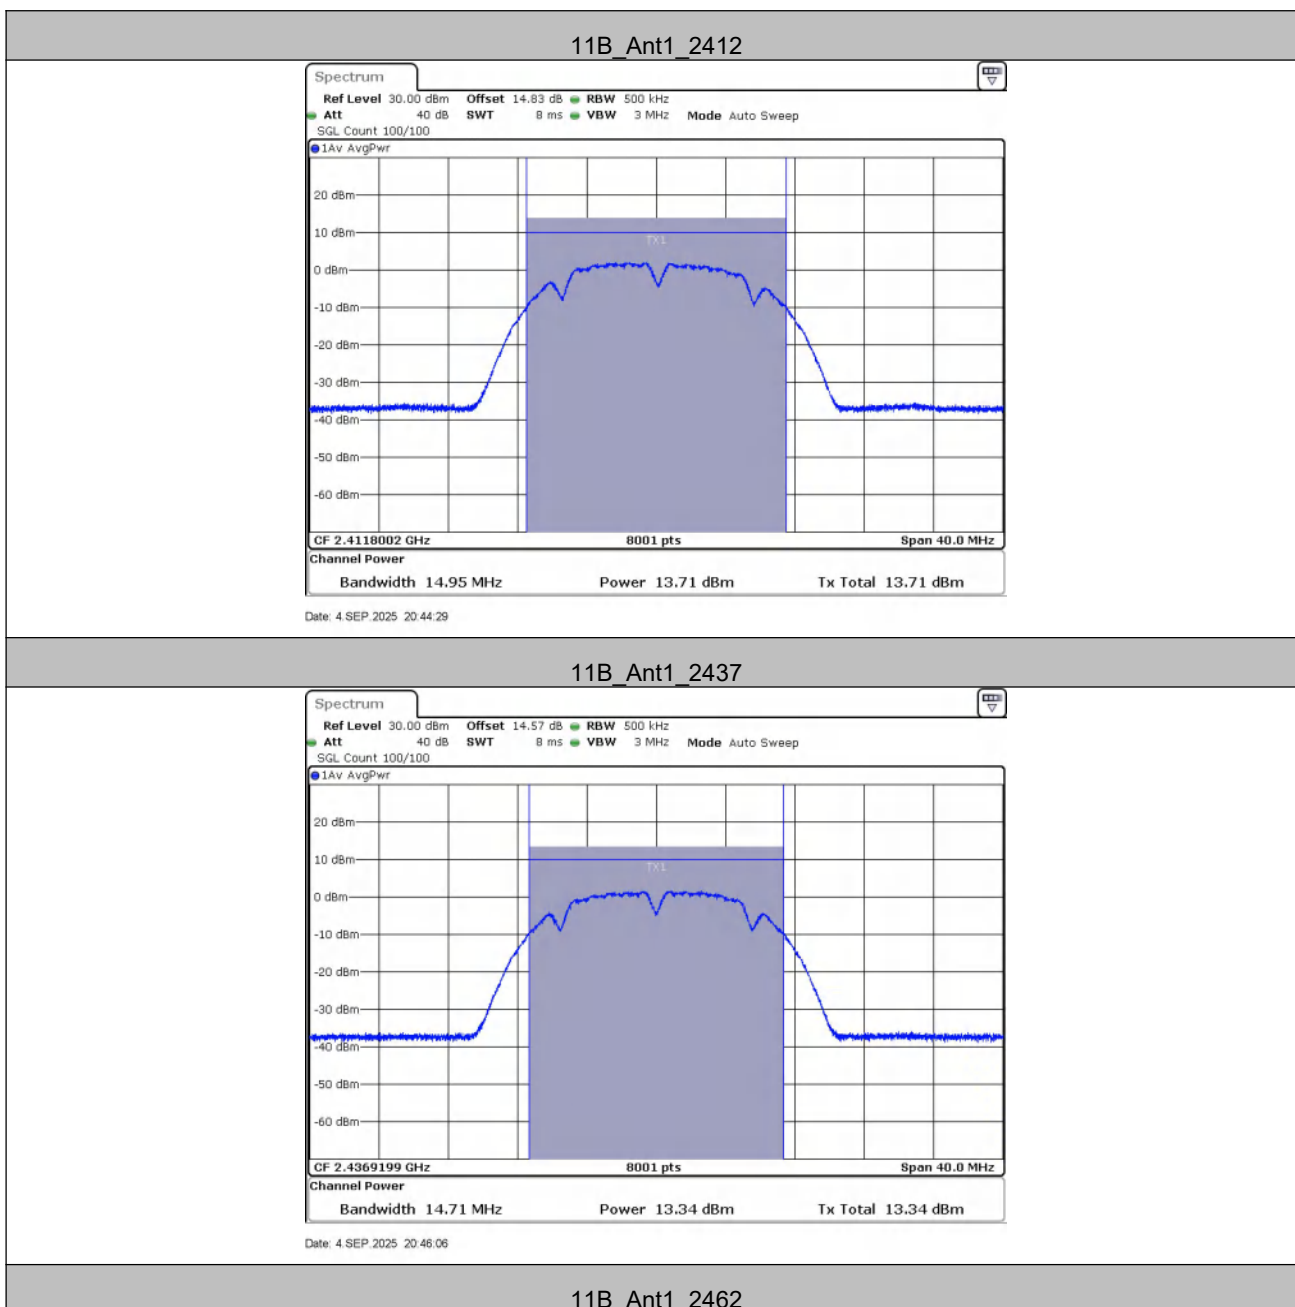 11B_Ant1_2412
Spectrum
Ref Level 30.00 dBm Offset 14.83 dB RBW 500 kHz
Att 40 dB SWT 8 ms VBW 3 MHz Mode Auto Sweep
SGL Count 100/100
1Av AvgPwr
20 dBm
10 dBm
TX1
0 dBm
-10 dBm
-20 dBm
-30 dBm
-40 dBm
-50 dBm
-60 dBm
CF 2.4118002 GHz 8001 pts Span 40.0 MHz
Channel Power
Bandwidth 14.95 MHz Power 13.71 dBm Tx Total 13.71 dBm
Date: 4.SEP.2025 20:44:29
11B_Ant1_2437
Spectrum
Ref Level 30.00 dBm Offset 14.57 dB RBW 500 kHz
Att 40 dB SWT 8 ms VBW 3 MHz Mode Auto Sweep
SGL Count 100/100
1Av AvgPwr
20 dBm
10 dBm
TX1
0 dBm
-10 dBm
-20 dBm
-30 dBm
-40 dBm
-50 dBm
-60 dBm
CF 2.4369199 GHz 8001 pts Span 40.0 MHz
Channel Power
Bandwidth 14.71 MHz Power 13.34 dBm Tx Total 13.34 dBm
Date: 4.SEP.2025 20:46:06
11B_Ant1_2462